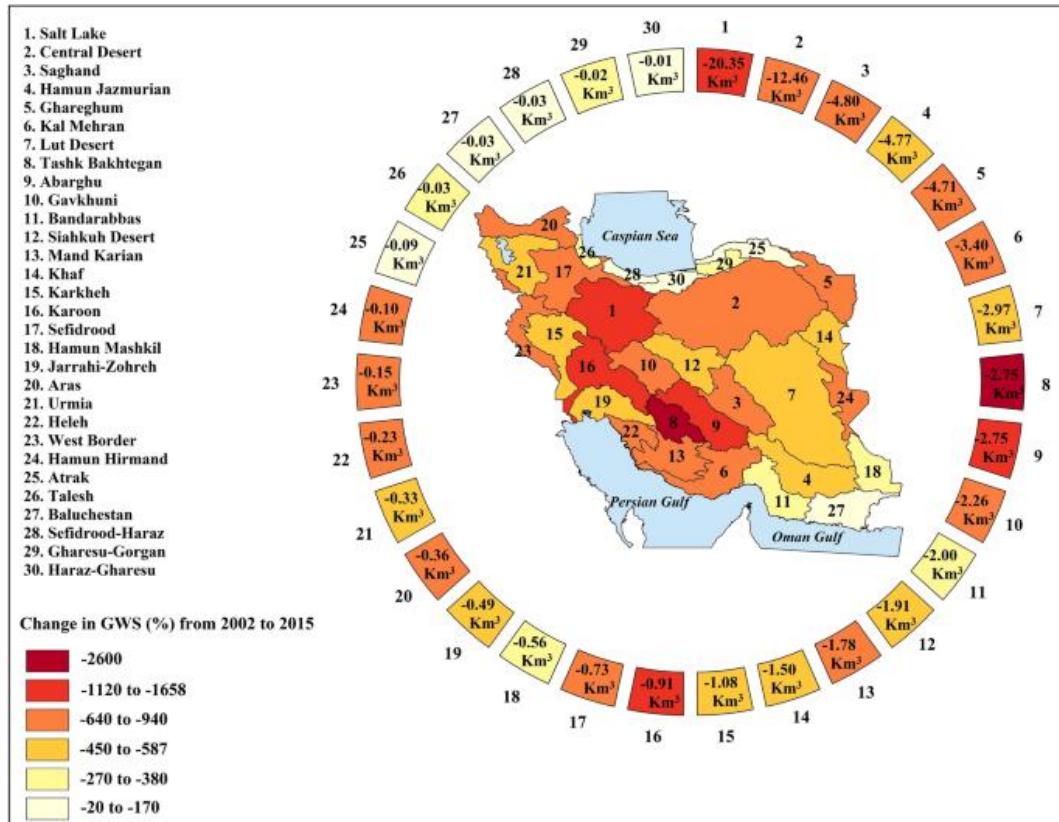 1. Salt Lake
2. Central Desert
3. Saghand
4. Hamun Jazmurian
5. Ghareghum
6. Kal Mehran
7. Lut Desert
8. Tashk Bakhtegan
9. Abarghu
10. Gavkhuni
11. Bandarabbas
12. Siahkuh Desert
13. Mand Karian
14. Khaf
15. Karkheh
16. Karoon
17. Sefidrood
18. Hamun Mashkil
19. Jarrahi-Zohreh
20. Aras
21. Urmia
22. Heleh
23. West Border
24. Hamun Hirmand
25. Atrak
26. Talesh
27. Baluchestan
28. Sefidrood-Haraz
29. Gharesu-Gorgan
30. Haraz-Gharesu
Change in GWS (%) from 2002 to 2015
-2600
-1120 to -1658
-640 to -940
-450 to -587
-270 to -380
-20 to -170
1
-20.35
Km³
2
-12.46
Km³
3
-4.80
Km³
4
-4.77
Km³
5
-4.71
Km³
6
-3.40
Km³
7
-2.97
Km³
8
-2.75
Km³
9
-2.75
Km³
10
-2.26
Km³
11
-2.00
Km³
12
-1.91
Km³
13
-1.78
Km³
14
-1.50
Km³
15
-1.08
Km³
16
-0.91
Km³
17
-0.73
Km³
18
-0.56
Km³
19
-0.49
Km³
20
-0.36
Km³
21
-0.33
Km³
22
-0.23
Km³
23
-0.15
Km³
24
-0.10
Km³
25
-0.09
Km³
26
-0.03
Km³
27
-0.03
Km³
28
-0.03
Km³
29
-0.02
Km³
30
-0.01
Km³
Caspian Sea
20
26
25
21
17
28
30
29
5
1
2
15
14
23
16
10
12
7
19
3
24
8
9
22
13
6
4
18
11
27
Persian Gulf
Oman Gulf